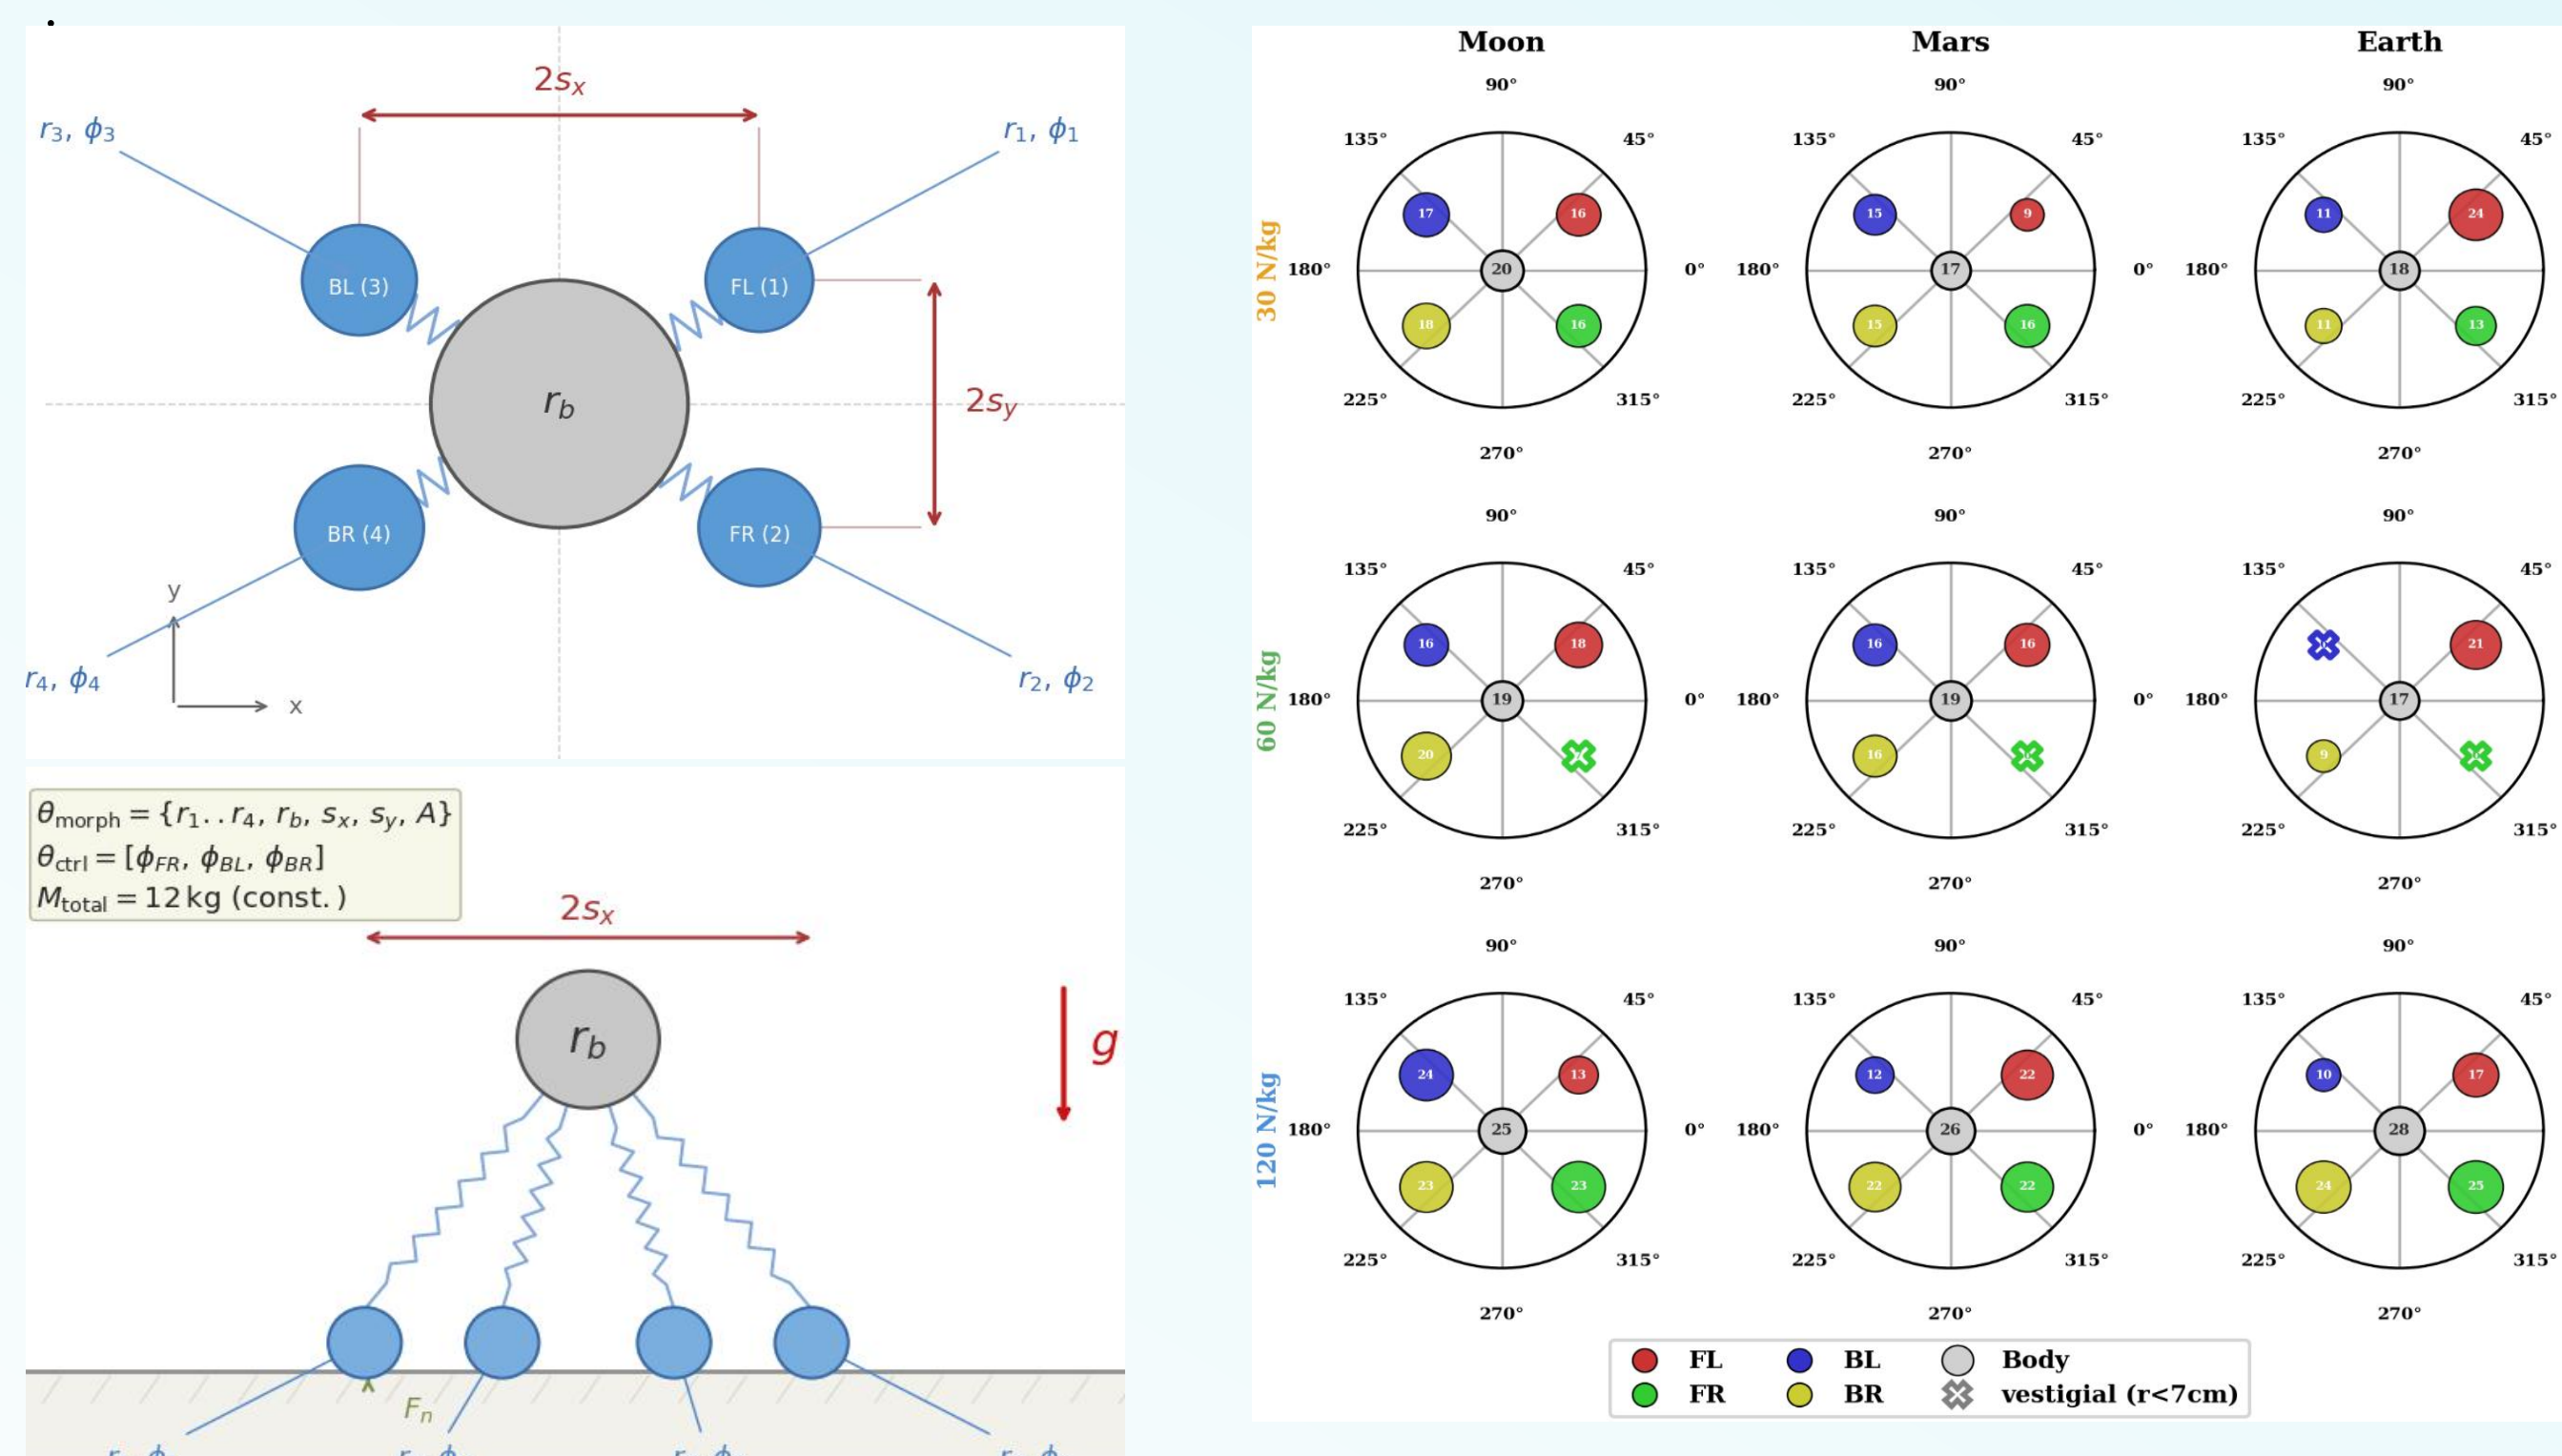 2sₓ
r₃, ϕ₃
r₁, ϕ₁
BL (3)
FL (1)
r_b
2s_y
BR (4)
FR (2)
y
x
r₄, ϕ₄
r₂, ϕ₂
θ_morph = {r₁..r₄, r_b, sₓ, s_y, A}
θ_ctrl = [ϕ_FR, ϕ_BL, ϕ_BR]
M_total = 12 kg (const.)
2sₓ
r_b
g
F_n
Moon Mars Earth
30 N/kg
90°
135° 45°
17 16
180° 20 0°
18 16
225° 315°
270°
90°
135° 45°
15 9
180° 17 0°
15 16
225° 315°
270°
90°
135° 45°
11 24
180° 18
11 13
225° 315°
270°
60 N/kg
90°
135° 45°
16 18
180° 19 0°
20
225° 315°
270°
90°
135° 45°
16 16
180° 19 0°
16
225° 315°
270°
90°
135° 45°
21
180° 17
9
225° 315°
270°
120 N/kg
90°
135° 45°
24 13
180° 25 0°
23 23
225° 315°
270°
90°
135° 45°
12 22
180° 26 0°
22 22
225° 315°
270°
90°
135° 45°
10 17
180° 28
24 25
225° 315°
270°
FL BL Body
FR BR vestigial (r<7cm)